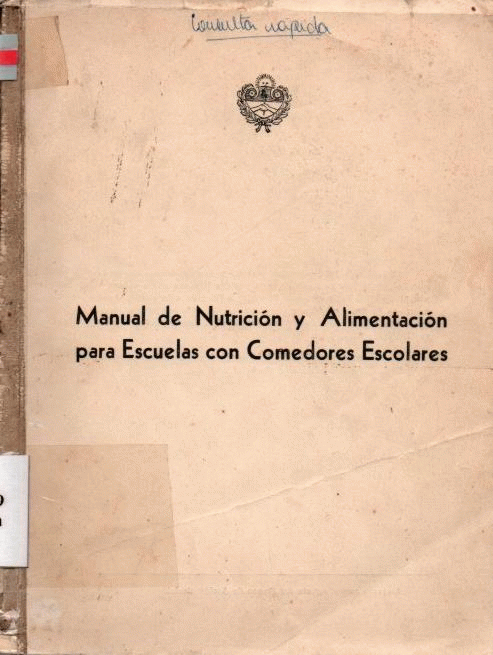 Consulta rápida
Manual de Nutrición y Alimentación
para Escuelas con Comedores Escolares